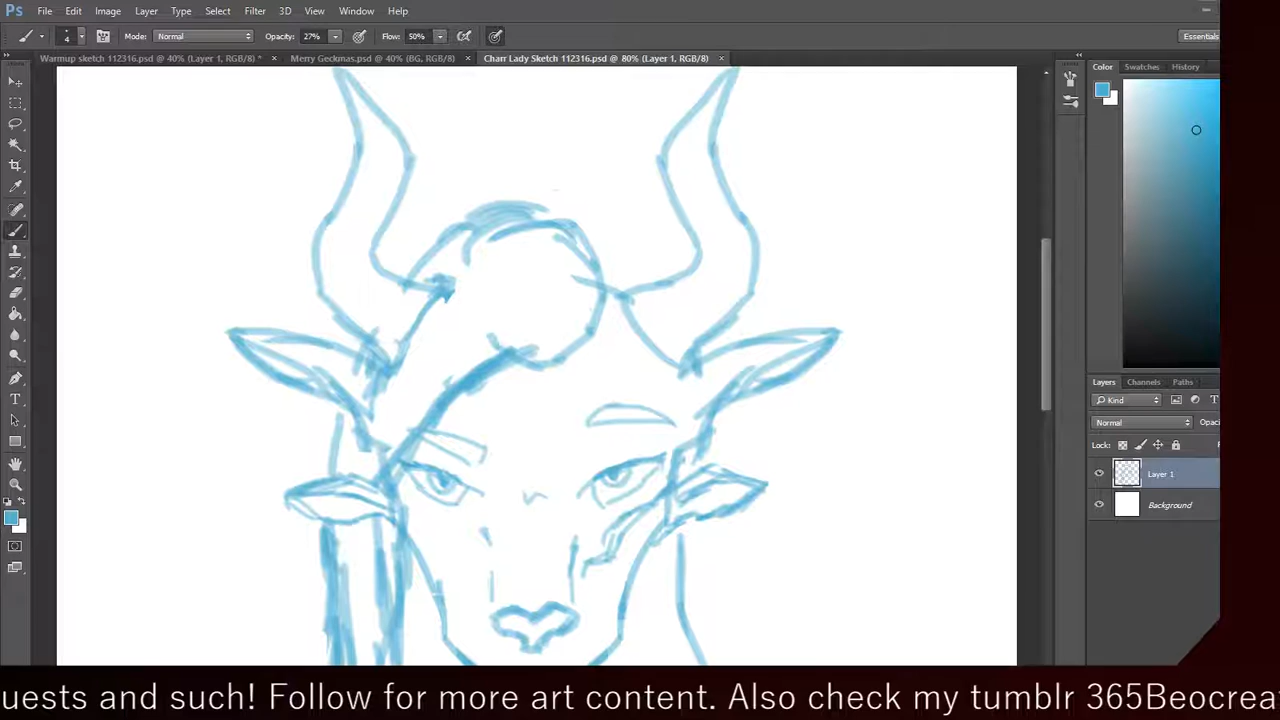 Ps File Edit Image Layer Type Select Filter 3D View Window Help
4 Mode: Normal Opacity: 27% Flow: 50% Essentials
Warmup sketch 112316.psd @ 40% (Layer 1, RGB/8) * × Merry Geckmas.psd @ 40% (BG, RGB/8) × Charr Lady Sketch 112316.psd @ 80% (Layer 1, RGB/8) ×
Color Swatches History
Layers Channels Paths
Kind
Normal Opac
Lock:
Layer 1
Background
uests and such! Follow for more art content. Also check my tumblr 365Beocrea